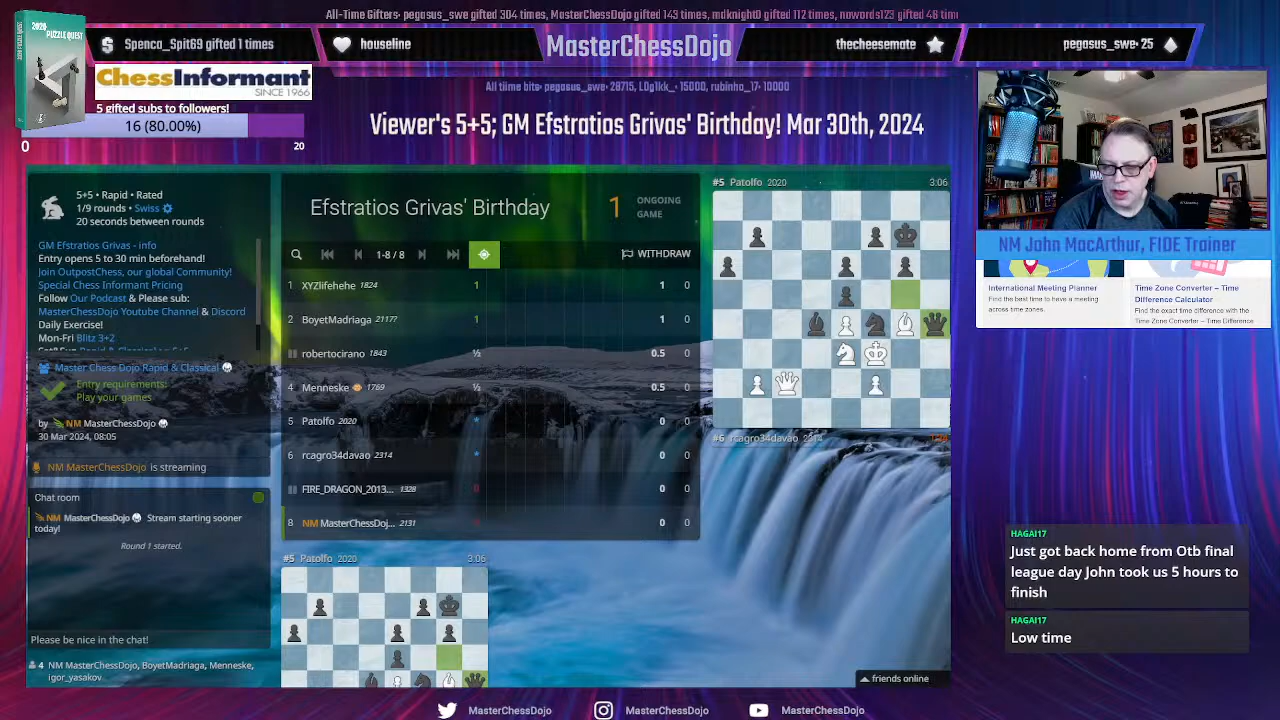 All-Time Gifters: pegasus_swe gifted 304 times, MasterChessDojo gifted 143 times, mdknight0 gifted 112 times, nowords123 gifted 46 time
2028
PUZZLE QUEST
Spenca_Spit69 gifted 1 times
houseline
MasterChessDojo
thecheesemate
pegasus_swe· 25
ChessInformant
SINCE 1966
All time bits· pegasus_swe· 28715, L0g1kk_· 15000, rubinho_17· 10000
5 gifted subs to followers!
16 (80.00%)
0
20
Viewer's 5+5; GM Efstratios Grivas' Birthday! Mar 30th, 2024
5+5 • Rapid • Rated
1/9 rounds • Swiss
20 seconds between rounds
GM Efstratios Grivas - info
Entry opens 5 to 30 min beforehand!
Join OutpostChess, our global Community!
Special Chess Informant Pricing
Follow Our Podcast & Please sub:
MasterChessDojo Youtube Channel & Discord
Daily Exercise!
Mon-Fri Blitz 3+2
Master Chess Dojo Rapid & Classical
Entry requirements:
Play your games
by NM MasterChessDojo
30 Mar 2024, 08:05
NM MasterChessDojo is streaming
Chat room
NM MasterChessDojo Stream starting sooner
today!
Round 1 started.
Please be nice in the chat!
4 NM MasterChessDojo, BoyetMadriaga, Menneske,
igor_yasakov
Efstratios Grivas' Birthday
1 ONGOING
GAME
1-8 / 8
WITHDRAW
1 XYZlifehehe 1824 1 1 0
2 BoyetMadriaga 2117? 1 1 0
robertocirano 1843 ½ 0.5 0
4 Menneske 1769 ½ 0.5 0
5 Patolfo 2020 * 0 0
6 rcagro34davao 2314 * 0 0
FIRE_DRAGON_2013... 1328 0 0 0
8 NM MasterChessDoj... 2131 0 0 0
#5 Patolfo 2020 3:06
#5 Patolfo 2020 3:06
#6 rcagro34davao 2314
friends online
NM John MacArthur, FIDE Trainer
International Meeting Planner
Find the best time to have a meeting
across time zones.
Time Zone Converter – Time
Difference Calculator
Find the exact time difference with the
Time Zone Converter – Time Difference
HAGAI17
Just got back home from Otb final
league day John took us 5 hours to
finish
HAGAI17
Low time
MasterChessDojo
MasterChessDojo
MasterChessDojo